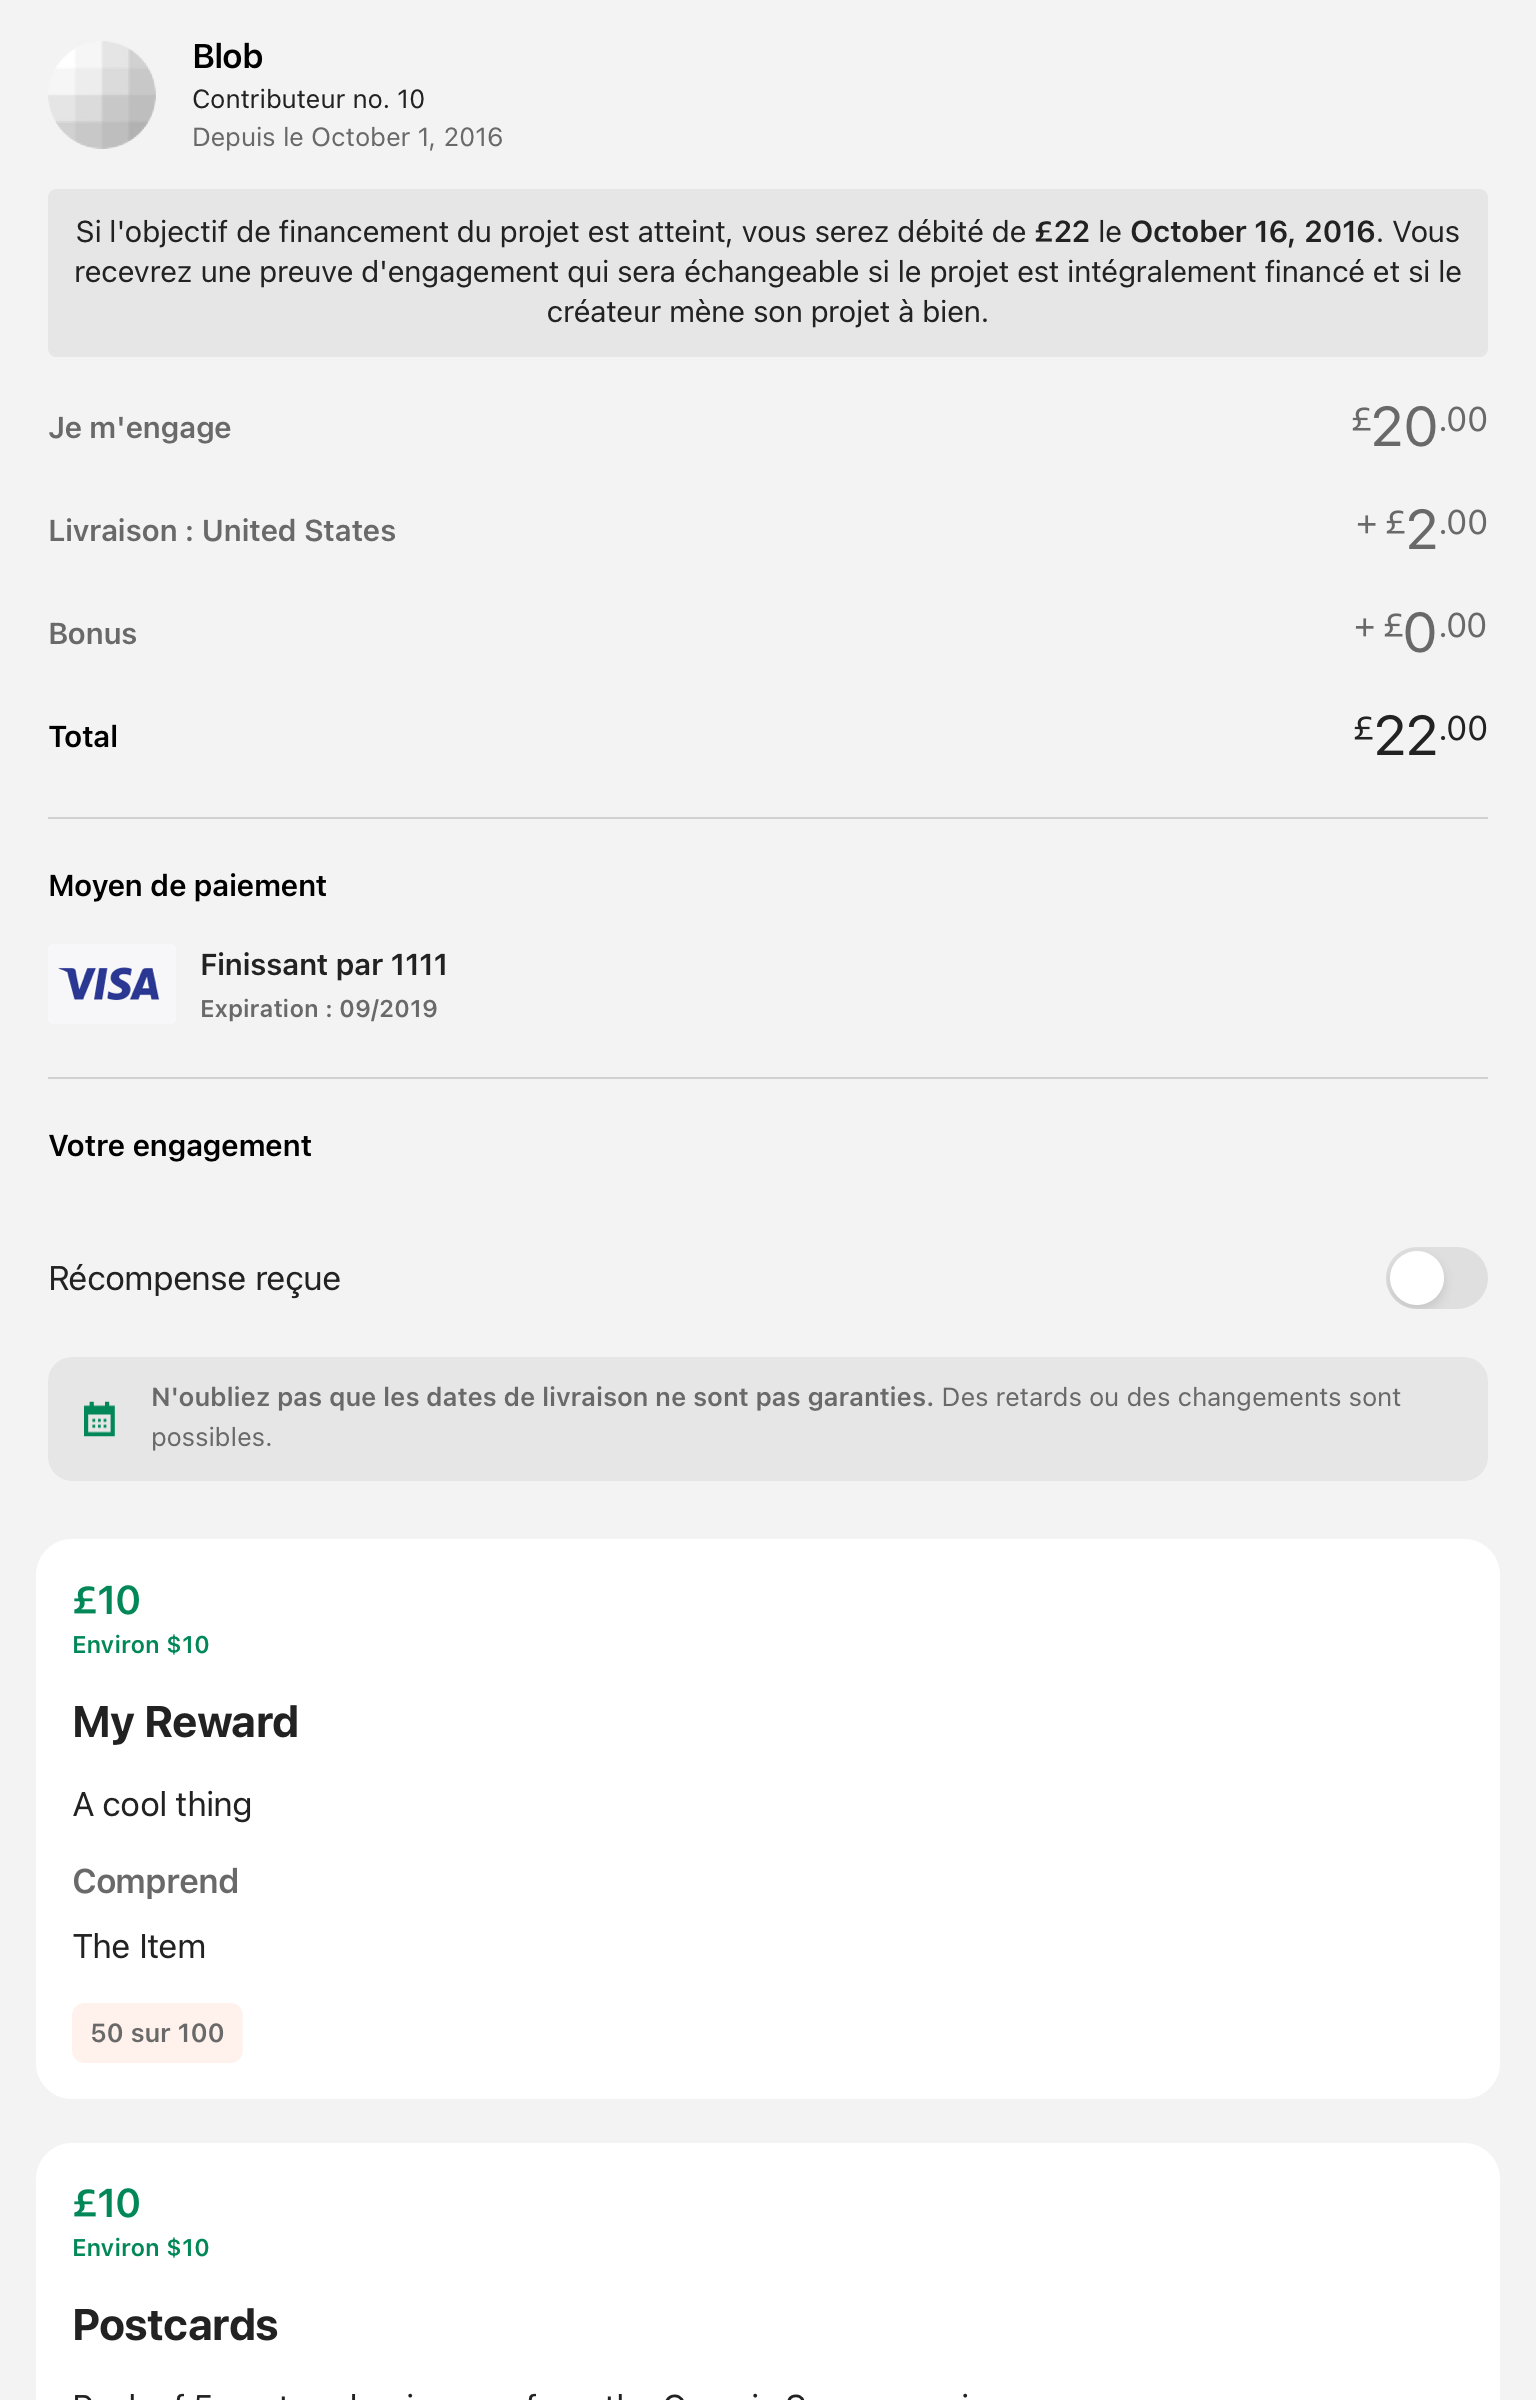 Blob
Contributeur no. 10
Depuis le October 1, 2016
Si l'objectif de financement du projet est atteint, vous serez débité de £22 le October 16, 2016. Vous
recevrez une preuve d'engagement qui sera échangeable si le projet est intégralement financé et si le
créateur mène son projet à bien.
Je m'engage £20.00
Livraison : United States + £2.00
Bonus + £0.00
Total £22.00
Moyen de paiement
VISA
Finissant par 1111
Expiration : 09/2019
Votre engagement
Récompense reçue
N'oubliez pas que les dates de livraison ne sont pas garanties. Des retards ou des changements sont
possibles.
£10
Environ $10
My Reward
A cool thing
Comprend
The Item
50 sur 100
£10
Environ $10
Postcards